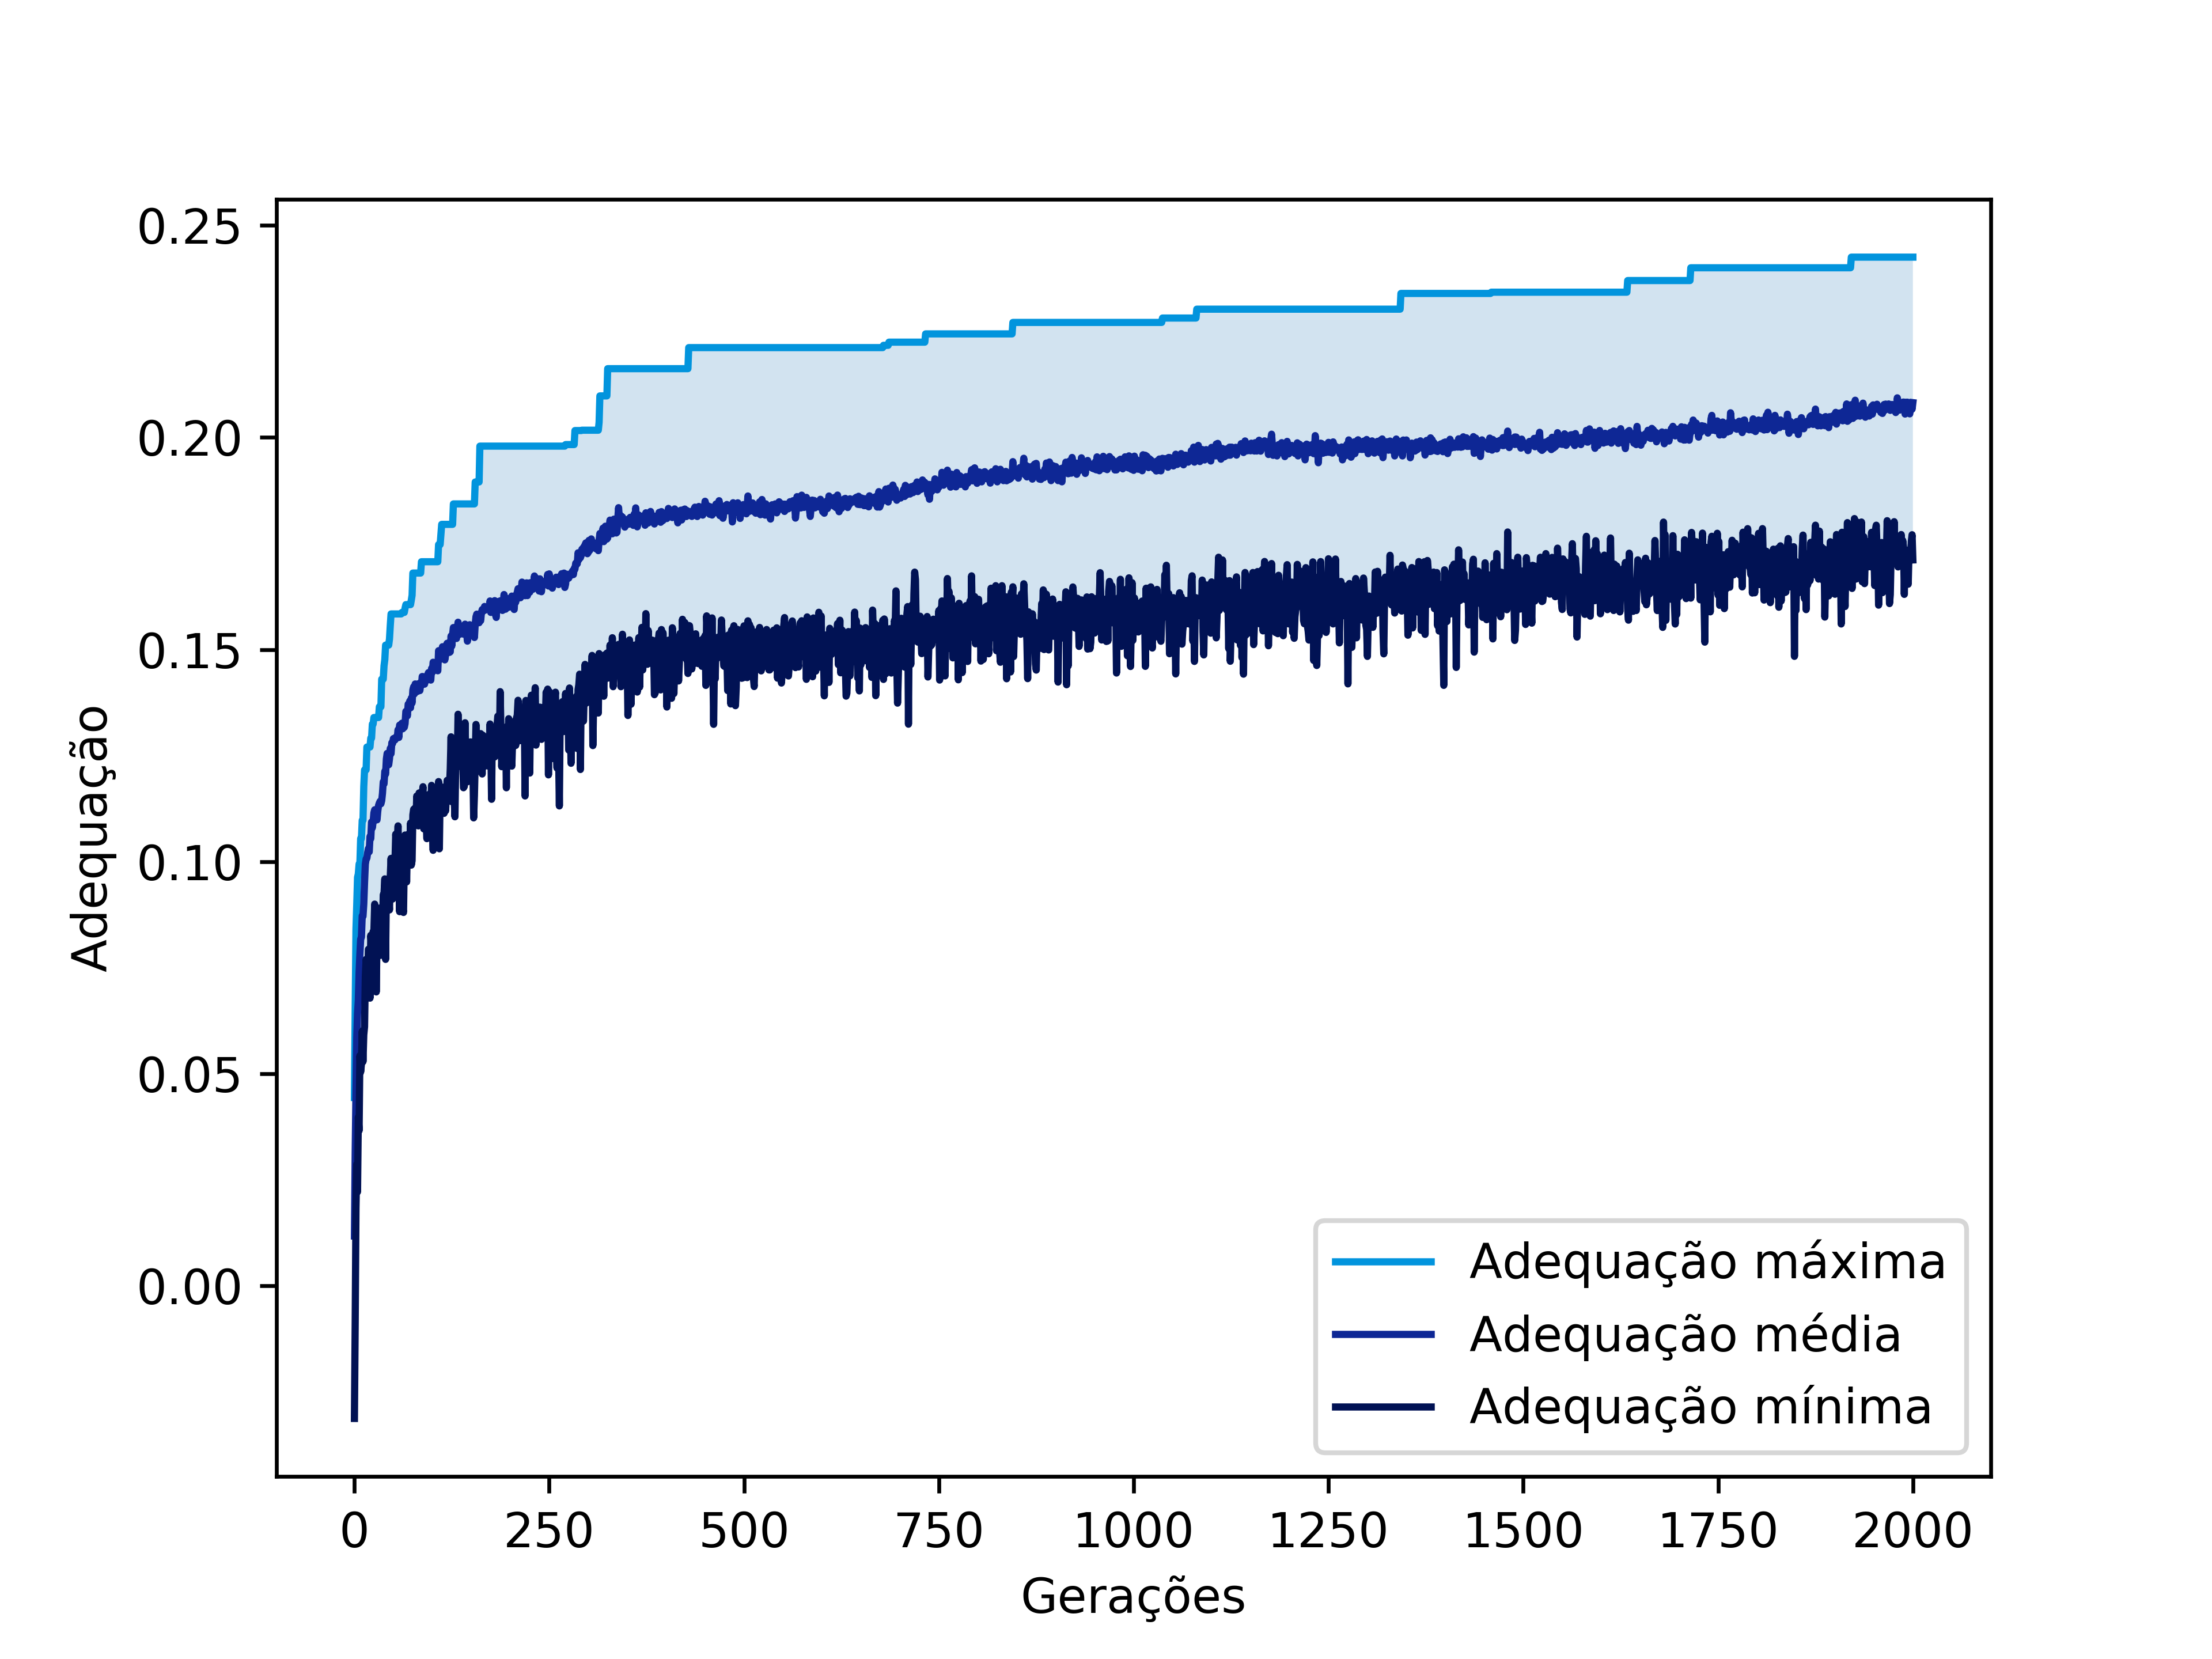 0.25
0.20
0.15
0.10
0.05
0.00
Adequação
Adequação máxima
Adequação média
Adequação mínima
0 250 500 750 1000 1250 1500 1750 2000
Gerações